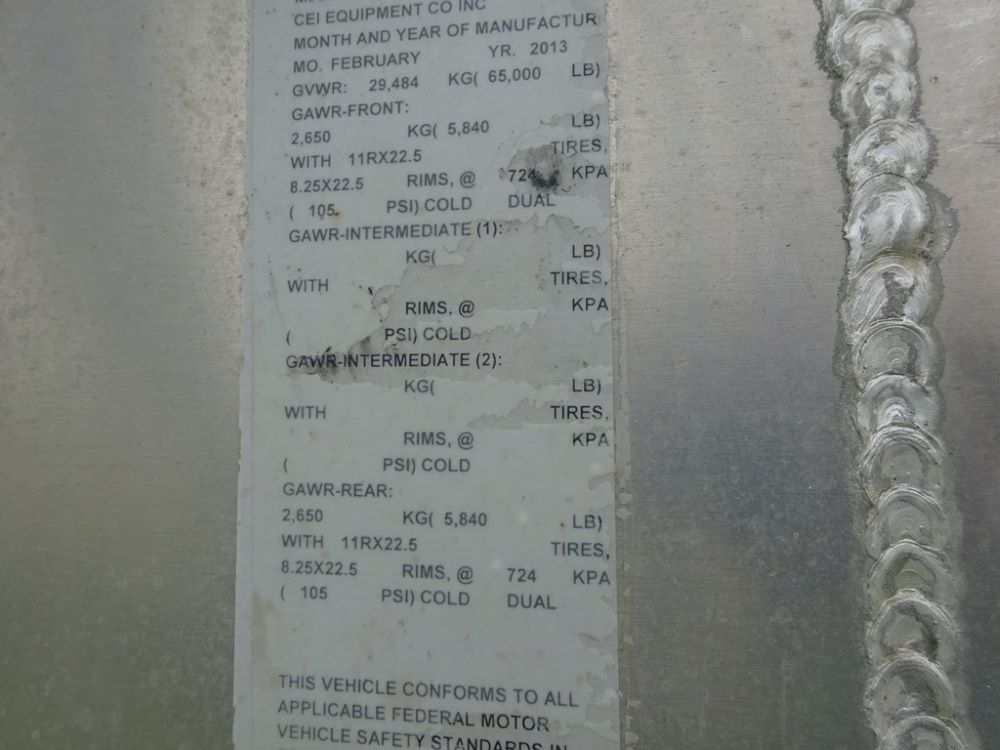 CEI EQUIPMENT CO INC
MONTH AND YEAR OF MANUFACTUR
MO. FEBRUARY YR. 2013
GVWR: 29,484 KG( 65,000 LB)
GAWR-FRONT:
2,650 KG( 5,840 LB)
WITH 11RX22.5 TIRES,
8.25X22.5 RIMS, @ 724 KPA
( 105 PSI) COLD DUAL
GAWR-INTERMEDIATE (1):
KG( LB)
WITH TIRES,
RIMS, @ KPA
( PSI) COLD
GAWR-INTERMEDIATE (2):
KG( LB)
WITH TIRES,
RIMS, @ KPA
( PSI) COLD
GAWR-REAR:
2,650 KG( 5,840 LB)
WITH 11RX22.5 TIRES,
8.25X22.5 RIMS, @ 724 KPA
( 105 PSI) COLD DUAL
THIS VEHICLE CONFORMS TO ALL
APPLICABLE FEDERAL MOTOR
VEHICLE SAFETY STANDARDS IN